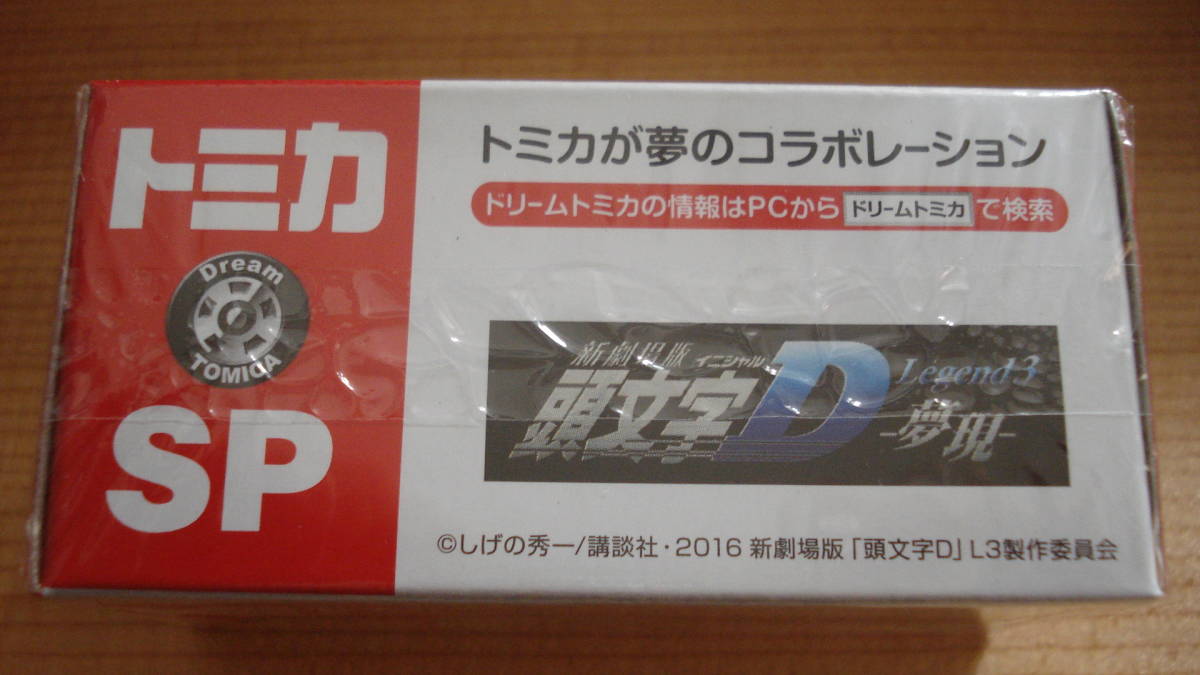 トミカ
Dream
TOMICA
SP
トミカが夢のコラボレーション
ドリームトミカの情報はPCから ドリームトミカ で検索
新劇場版 イニシャル
頭文字D Legend3
-夢現-
©しげの秀一/講談社・2016 新劇場版「頭文字D」L3製作委員会